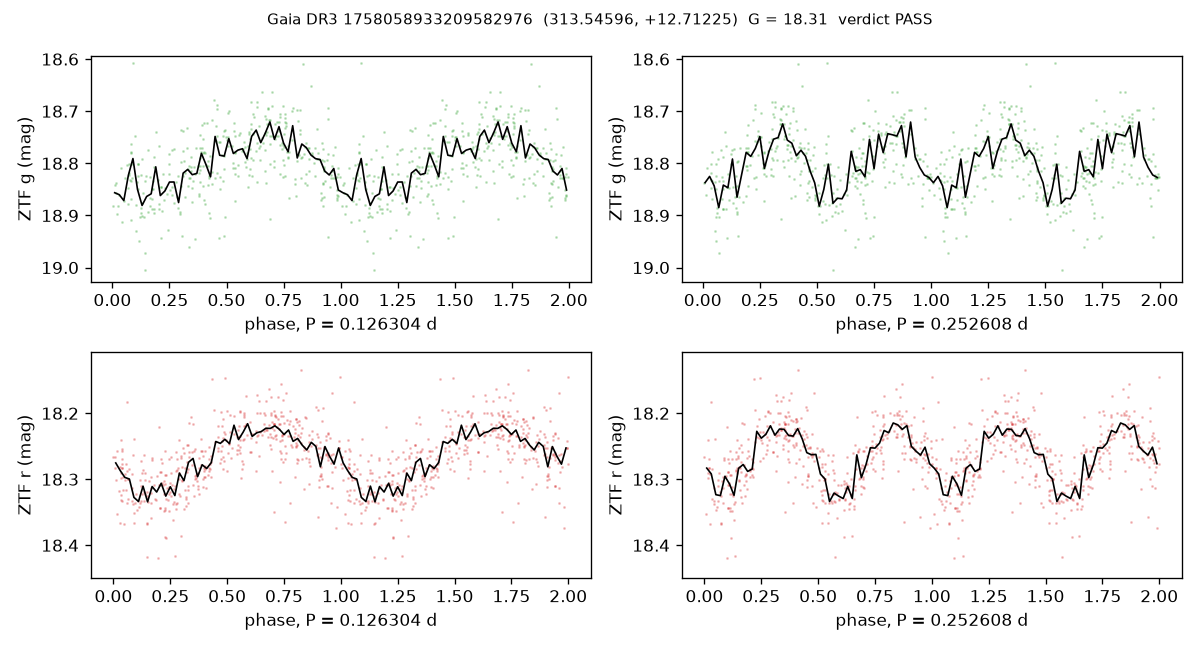 Gaia DR3 1758058933209582976 (313.54596, +12.71225) G = 18.31 verdict PASS
ZTF g (mag)
18.6
18.7
18.8
18.9
19.0
0.00 0.25 0.50 0.75 1.00 1.25 1.50 1.75 2.00
phase, P = 0.126304 d
ZTF g (mag)
18.6
18.7
18.8
18.9
19.0
0.00 0.25 0.50 0.75 1.00 1.25 1.50 1.75 2.00
phase, P = 0.252608 d
ZTF r (mag)
18.2
18.3
18.4
0.00 0.25 0.50 0.75 1.00 1.25 1.50 1.75 2.00
phase, P = 0.126304 d
ZTF r (mag)
18.2
18.3
18.4
0.00 0.25 0.50 0.75 1.00 1.25 1.50 1.75 2.00
phase, P = 0.252608 d